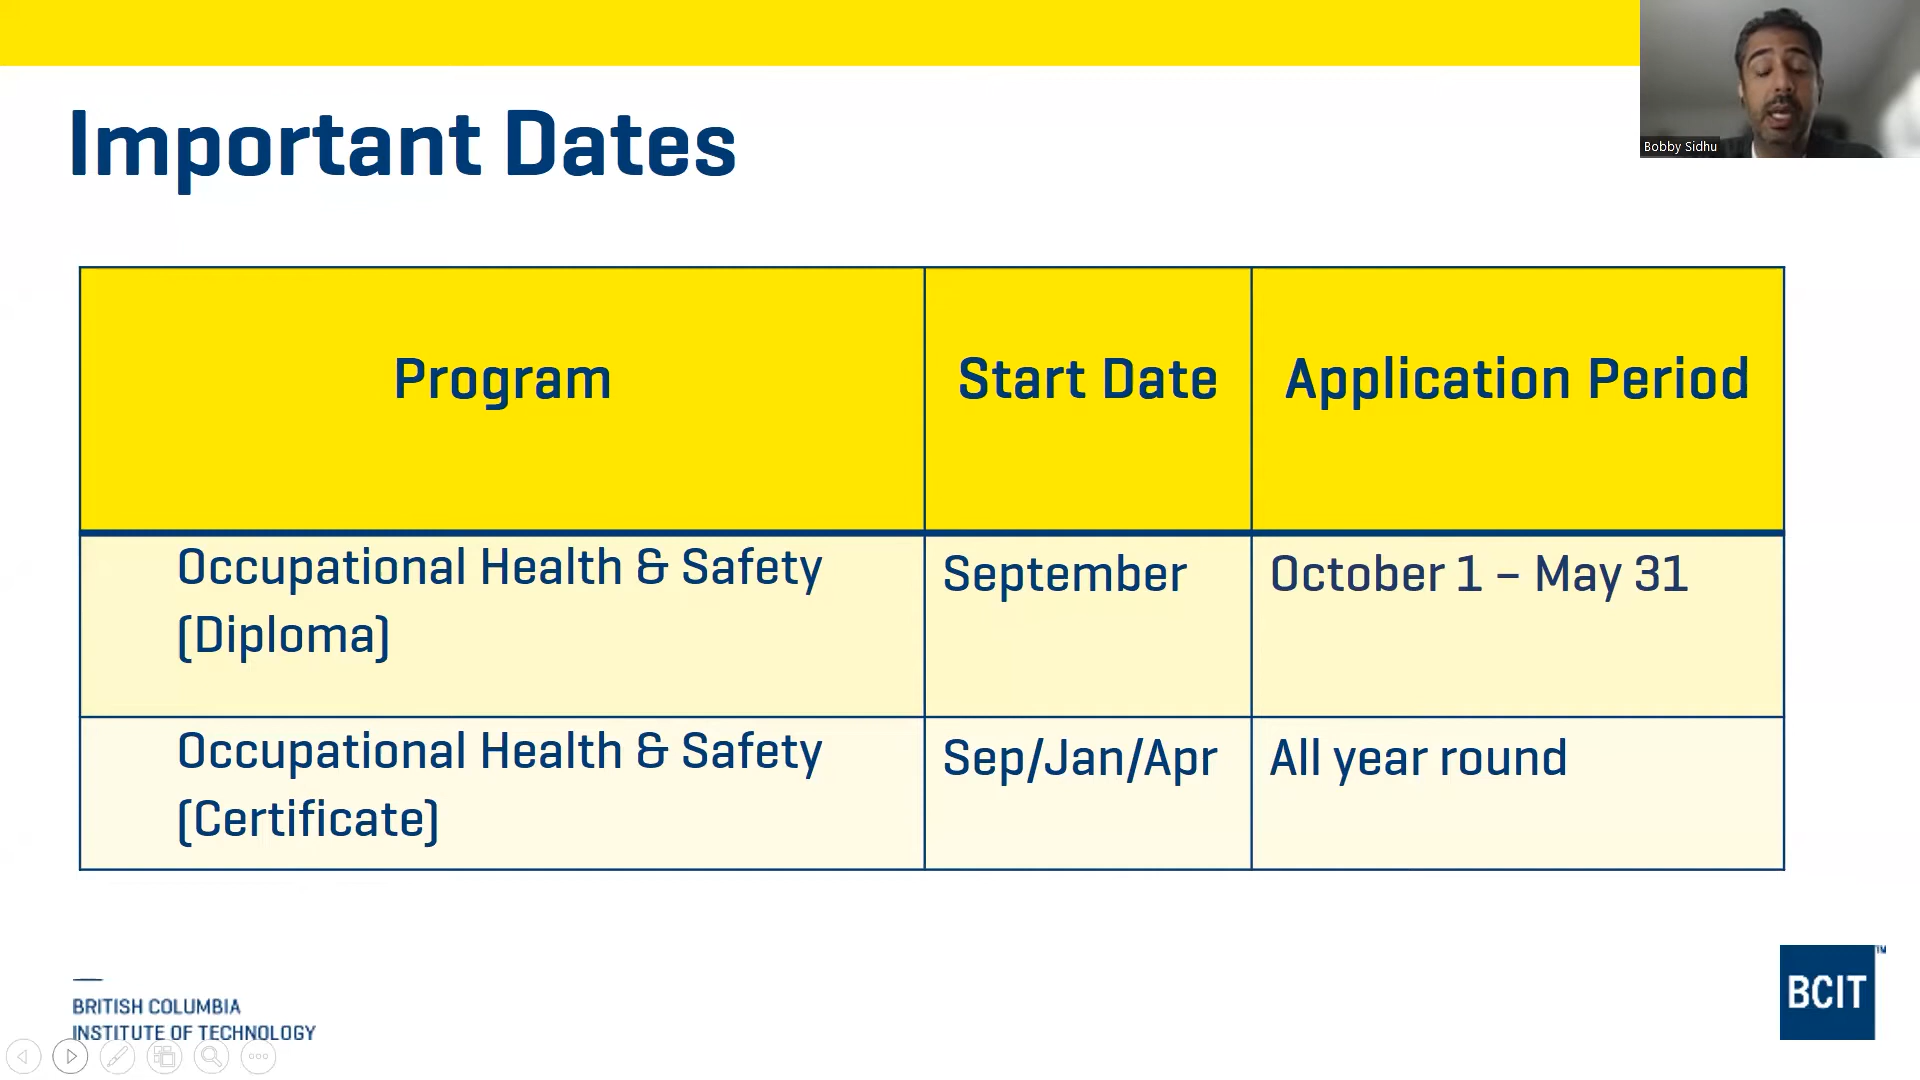 Bobby Sidhu
Important Dates
Program
Start Date
Application Period
Occupational Health & Safety
(Diploma)
September
October 1 – May 31
Occupational Health & Safety
(Certificate)
Sep/Jan/Apr
All year round
BRITISH COLUMBIA
INSTITUTE OF TECHNOLOGY
BCIT
TM